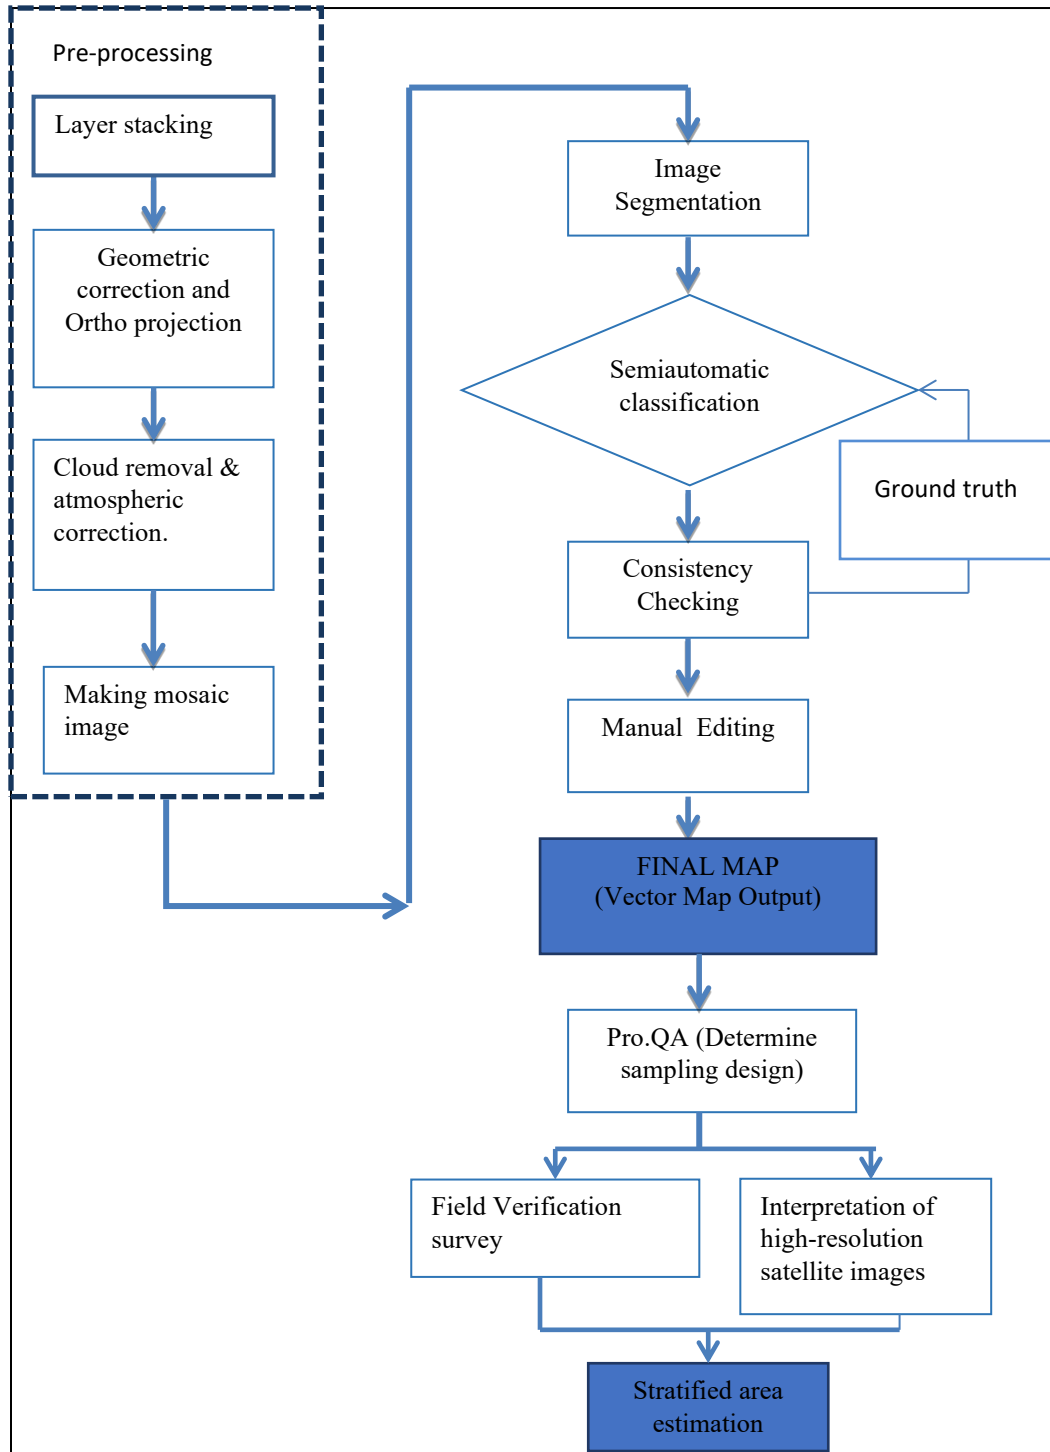 Pre-processing
Layer stacking
Geometric
correction and
Ortho projection
Cloud removal &
atmospheric
correction.
Making mosaic
image
Image
Segmentation
Semiautomatic
classification
Ground truth
Consistency
Checking
Manual Editing
FINAL MAP
(Vector Map Output)
Pro.QA (Determine
sampling design)
Field Verification
survey
Interpretation of
high-resolution
satellite images
Stratified area
estimation